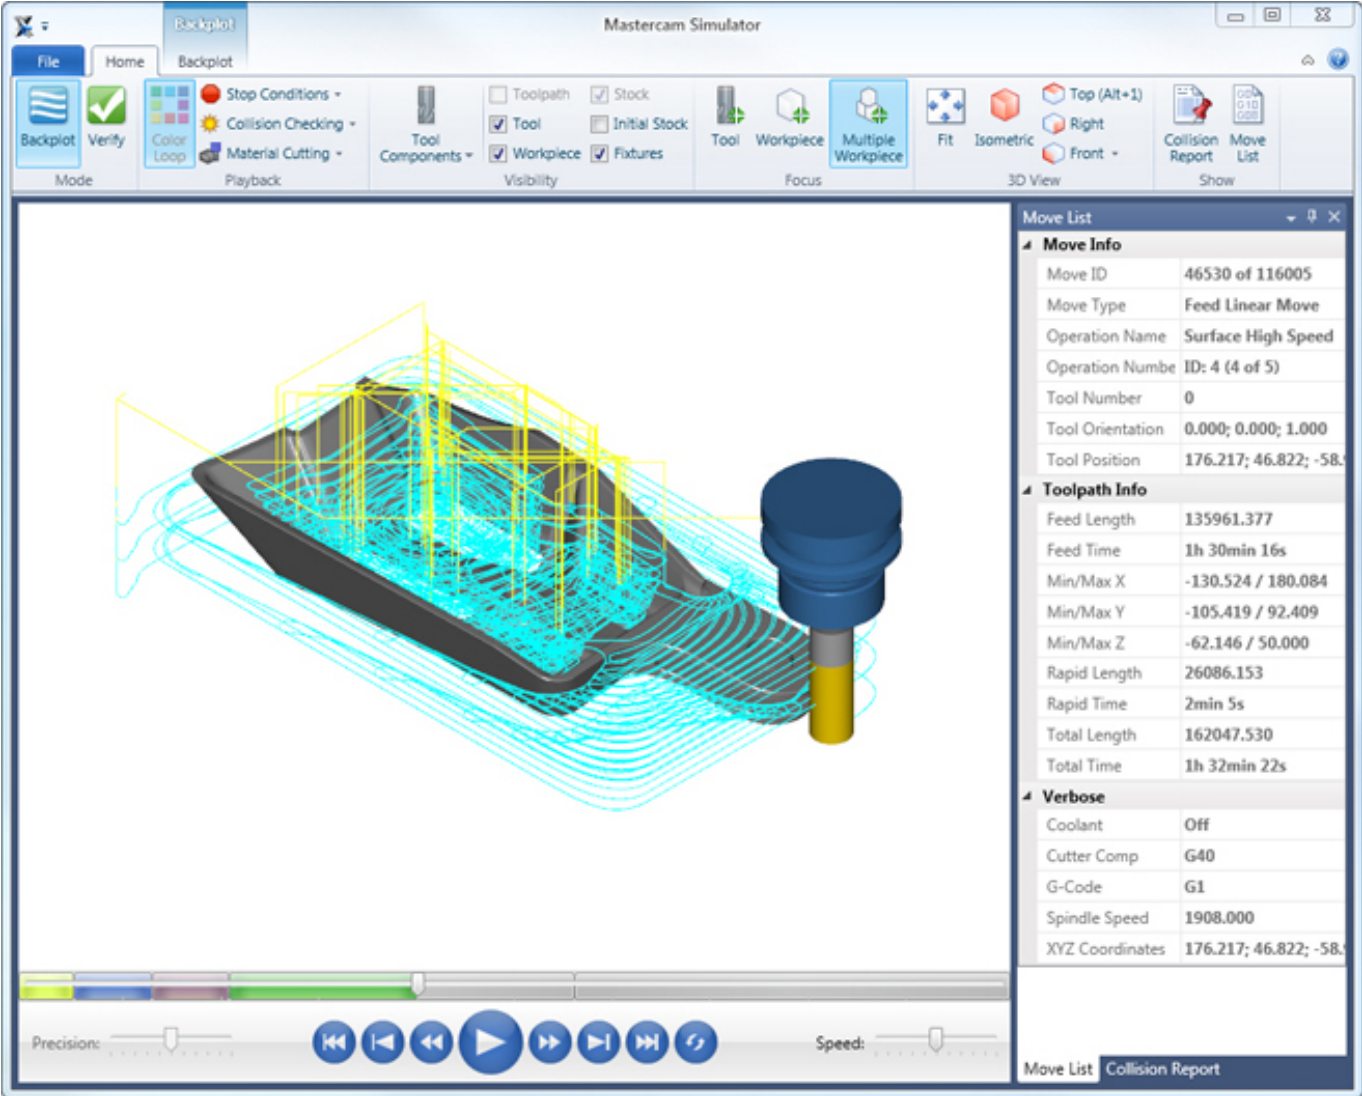 Backplot
Mastercam Simulator
File Home Backplot
Backplot Verify
Mode
Color Loop
Stop Conditions
Collision Checking
Material Cutting
Playback
Tool Components
Toolpath Stock
Tool Initial Stock
Workpiece Fixtures
Visibility
Tool Workpiece Multiple Workpiece
Focus
Fit Isometric
Top (Alt+1)
Right
Front
3D View
Collision Report Move List
Show
Move List
Move Info
Move ID 46530 of 116005
Move Type Feed Linear Move
Operation Name Surface High Speed
Operation Numbe ID: 4 (4 of 5)
Tool Number 0
Tool Orientation 0.000; 0.000; 1.000
Tool Position 176.217; 46.822; -58.
Toolpath Info
Feed Length 135961.377
Feed Time 1h 30min 16s
Min/Max X -130.524 / 180.084
Min/Max Y -105.419 / 92.409
Min/Max Z -62.146 / 50.000
Rapid Length 26086.153
Rapid Time 2min 5s
Total Length 162047.530
Total Time 1h 32min 22s
Verbose
Coolant Off
Cutter Comp G40
G-Code G1
Spindle Speed 1908.000
XYZ Coordinates 176.217; 46.822; -58.
Precision:
Speed:
Move List Collision Report